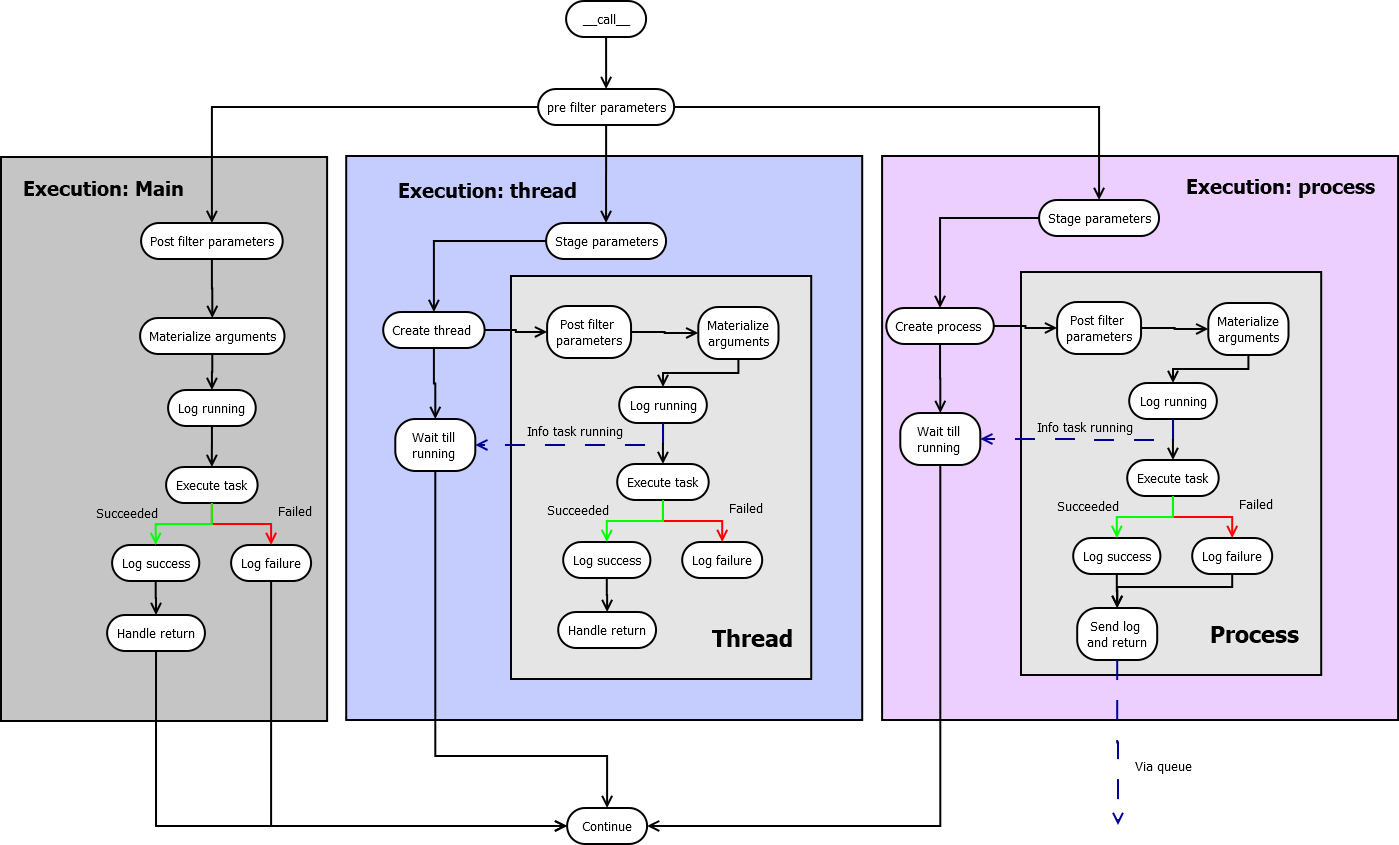 __call__
pre filter parameters
Execution: Main
Post filter parameters
Materialize arguments
Log running
Execute task
Succeeded
Failed
Log success
Log failure
Handle return
Execution: thread
Stage parameters
Create thread
Post filter
parameters
Materialize
arguments
Log running
Info task running
Wait till
running
Execute task
Succeeded
Failed
Log success
Log failure
Handle return
Thread
Execution: process
Stage parameters
Create process
Post filter
parameters
Materialize
arguments
Log running
Info task running
Wait till
running
Execute task
Succeeded
Failed
Log success
Log failure
Send log
and return
Process
Via queue
Continue